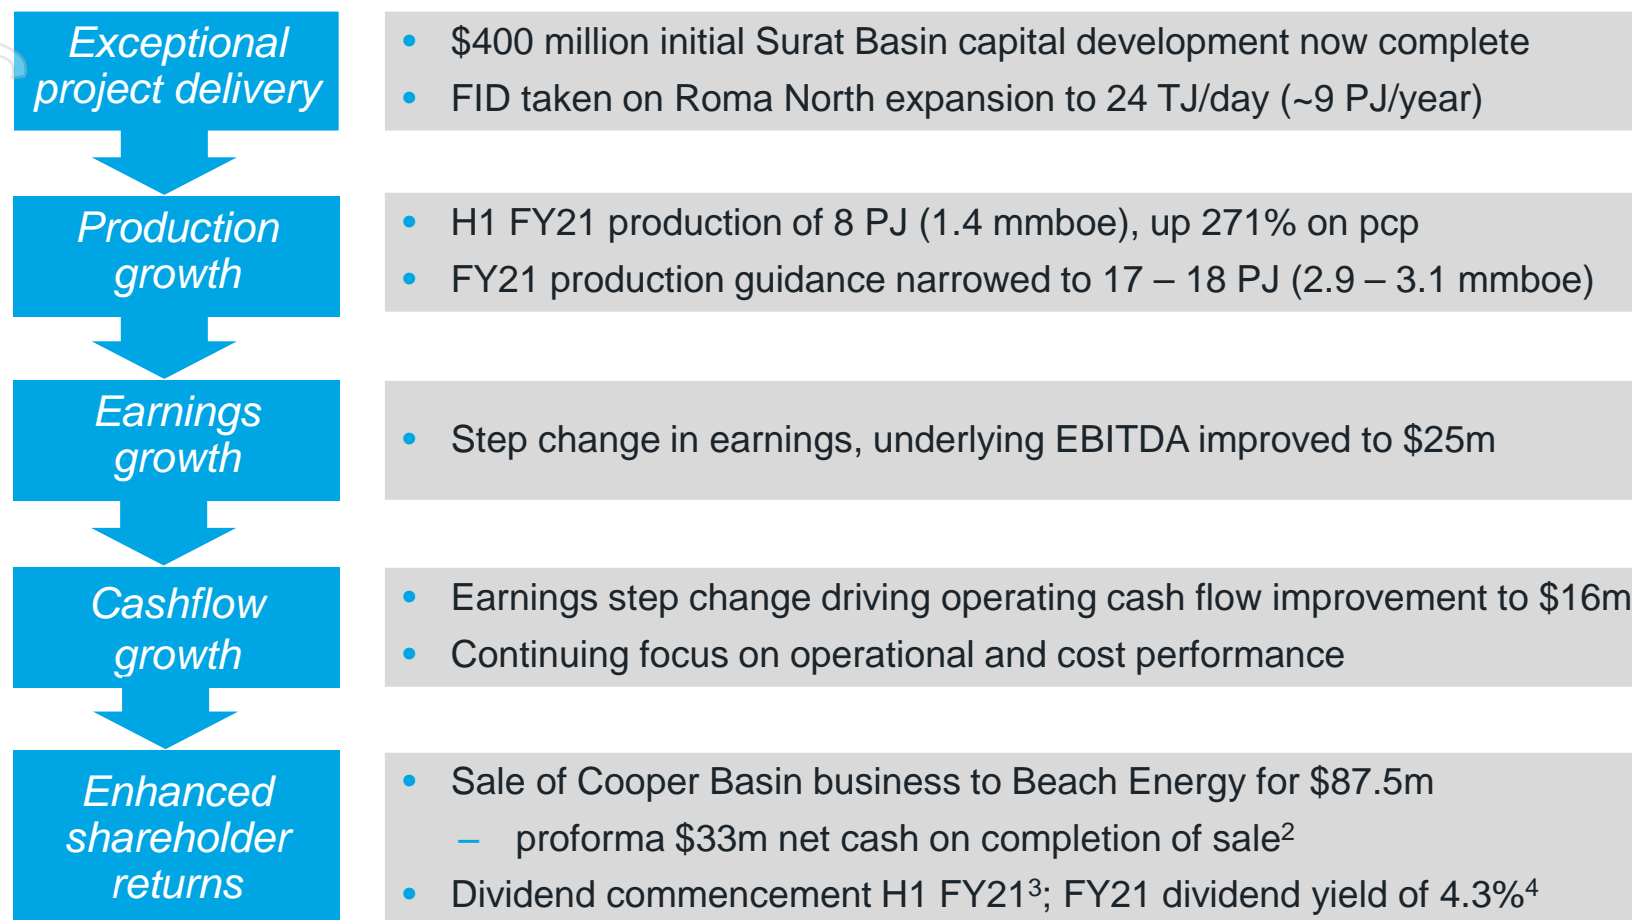 Exceptional
project delivery
• $400 million initial Surat Basin capital development now complete
• FID taken on Roma North expansion to 24 TJ/day (~9 PJ/year)
Production
growth
• H1 FY21 production of 8 PJ (1.4 mmboe), up 271% on pcp
• FY21 production guidance narrowed to 17 – 18 PJ (2.9 – 3.1 mmboe)
Earnings
growth
• Step change in earnings, underlying EBITDA improved to $25m
Cashflow
growth
• Earnings step change driving operating cash flow improvement to $16m
• Continuing focus on operational and cost performance
Enhanced
shareholder
returns
• Sale of Cooper Basin business to Beach Energy for $87.5m
– proforma $33m net cash on completion of sale²
• Dividend commencement H1 FY21³; FY21 dividend yield of 4.3%⁴